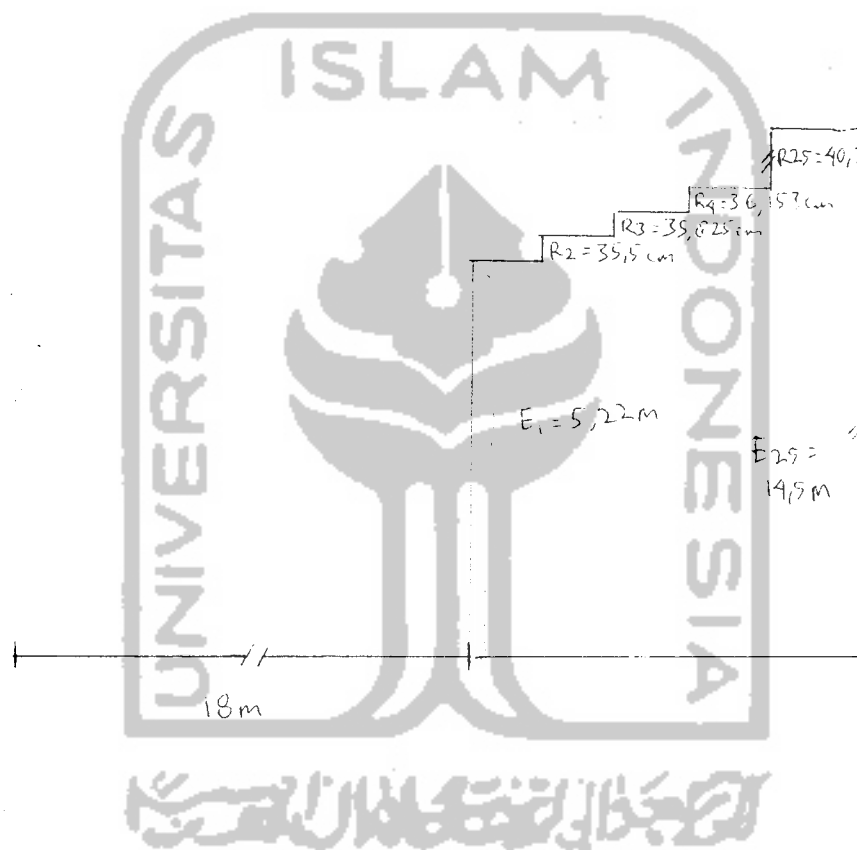 ISLAM
UNIVERSITAS
INDONESIA
R25=40,
R4=36,153cm
R3=35,825cm
R2=35,5cm
E1=5,22m
E25=
14,5m
18m